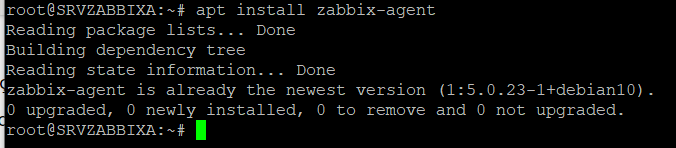 root@SRVZABBIXA:~# apt install zabbix-agent
Reading package lists... Done
Building dependency tree
Reading state information... Done
zabbix-agent is already the newest version (1:5.0.23-1+debian10).
0 upgraded, 0 newly installed, 0 to remove and 0 not upgraded.
root@SRVZABBIXA:~#